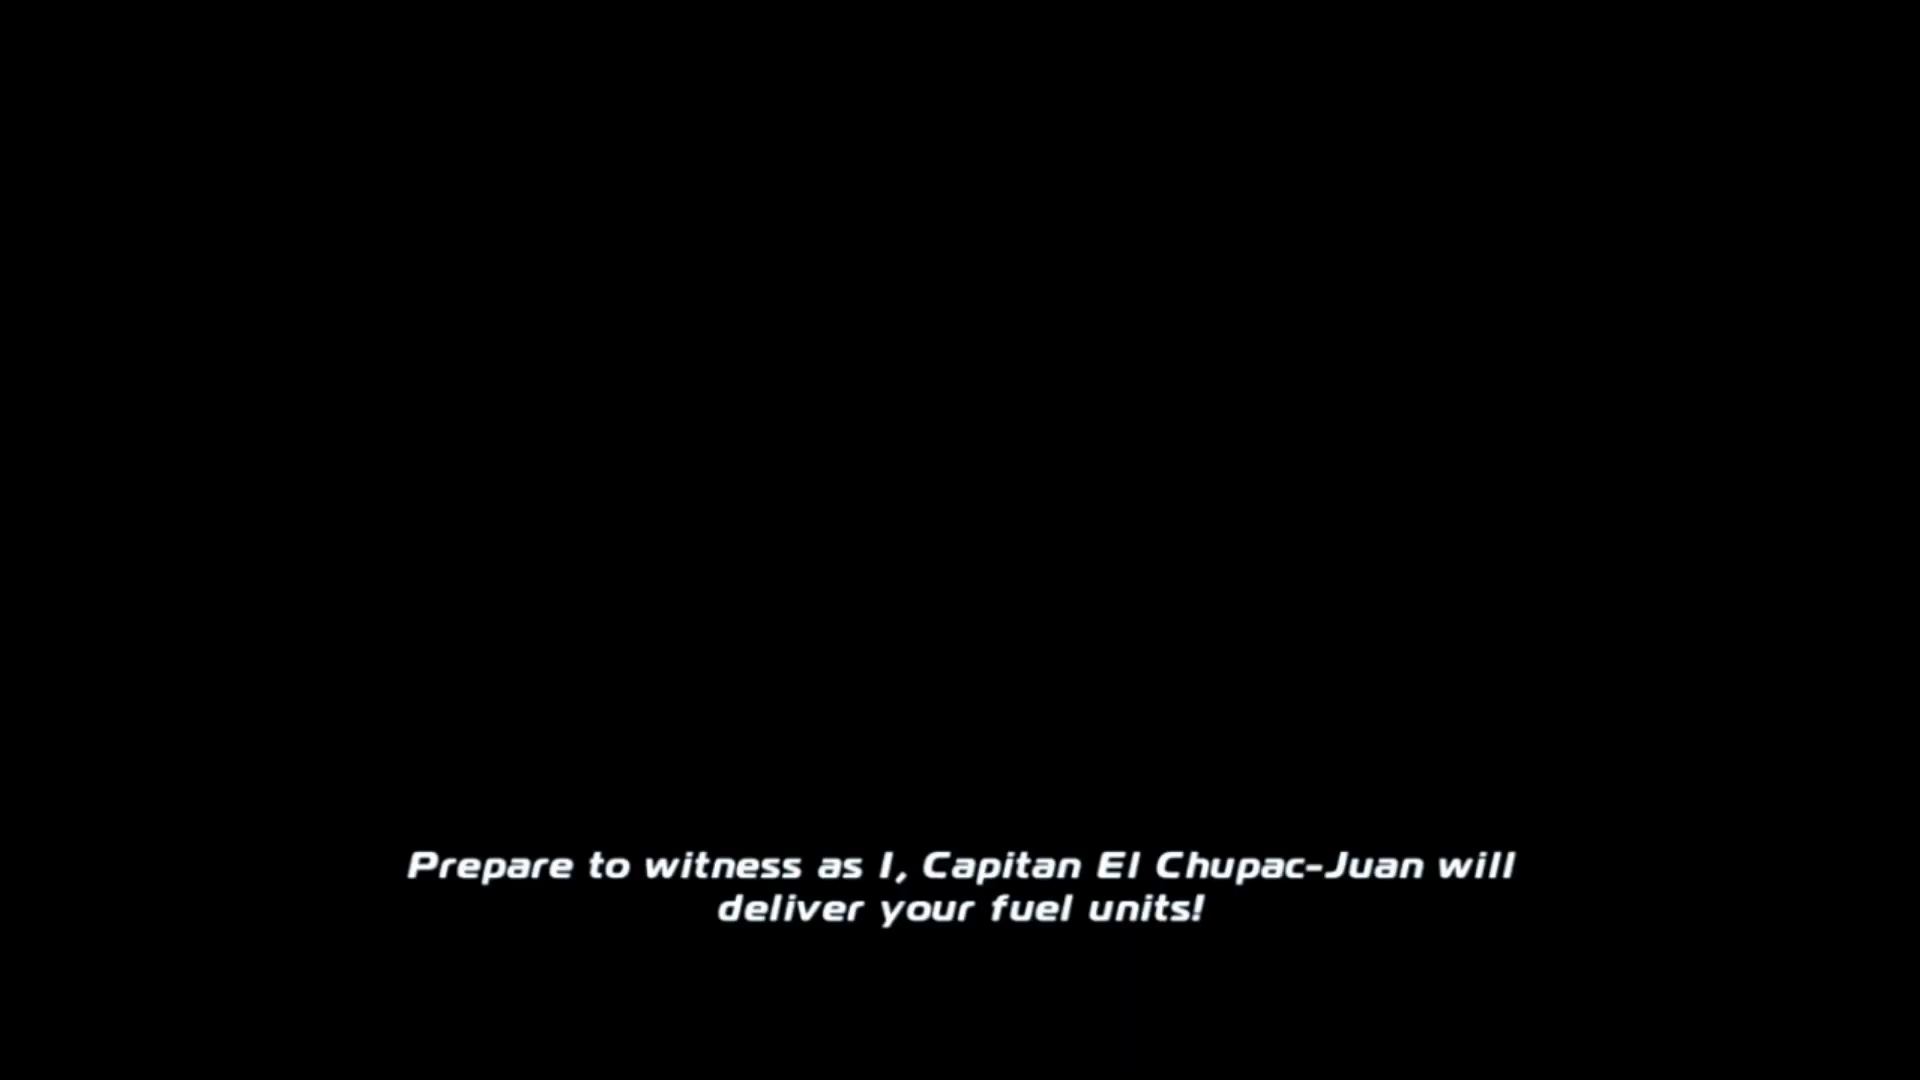 Prepare to witness as I, Capitan El Chupac-Juan will
deliver your fuel units!